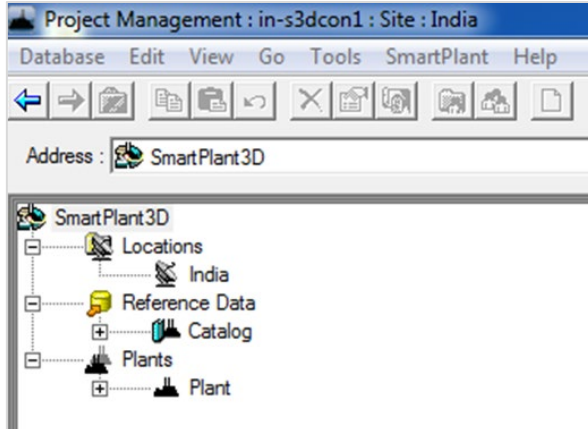 Project Management : in-s3dcon1 : Site : India
Database Edit View Go Tools SmartPlant Help
Address : SmartPlant3D
SmartPlant3D
Locations
India
Reference Data
Catalog
Plants
Plant